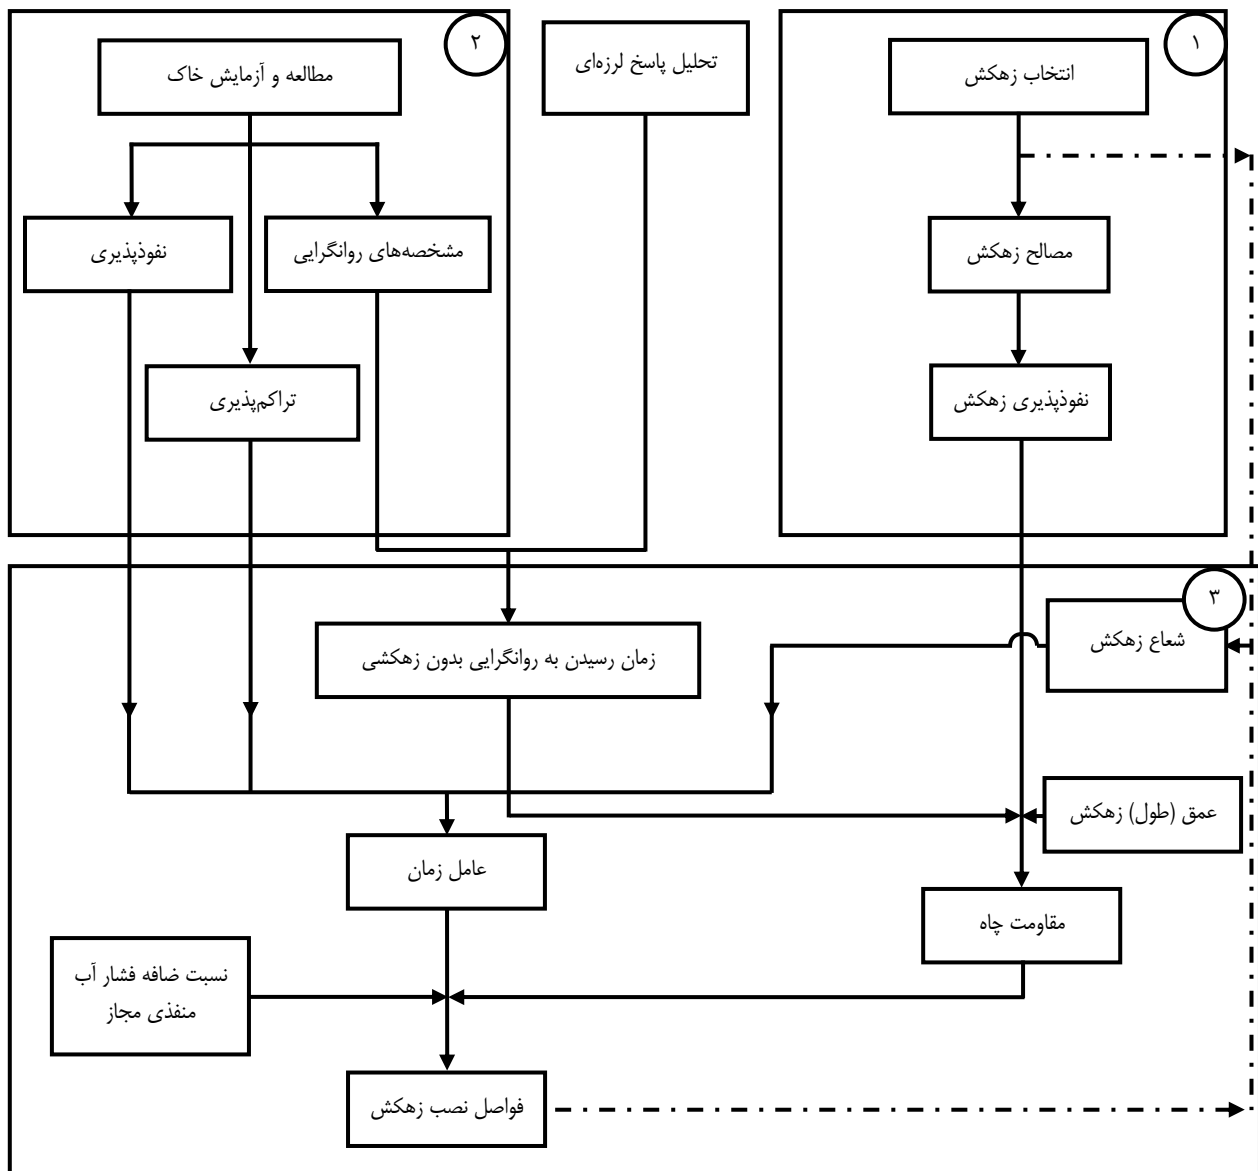 ۱
انتخاب زهکش
مصالح زهکش
نفوذپذیری زهکش
تحلیل پاسخ لرزه‌ای
۲
مطالعه و آزمایش خاک
مشخصه‌های روانگرایی
نفوذپذیری
تراکم‌پذیری
۳
شعاع زهکش
زمان رسیدن به روانگرایی بدون زهکشی
عمق (طول) زهکش
عامل زمان
مقاومت چاه
نسبت ضافه فشار آب
منفذی مجاز
فواصل نصب زهکش